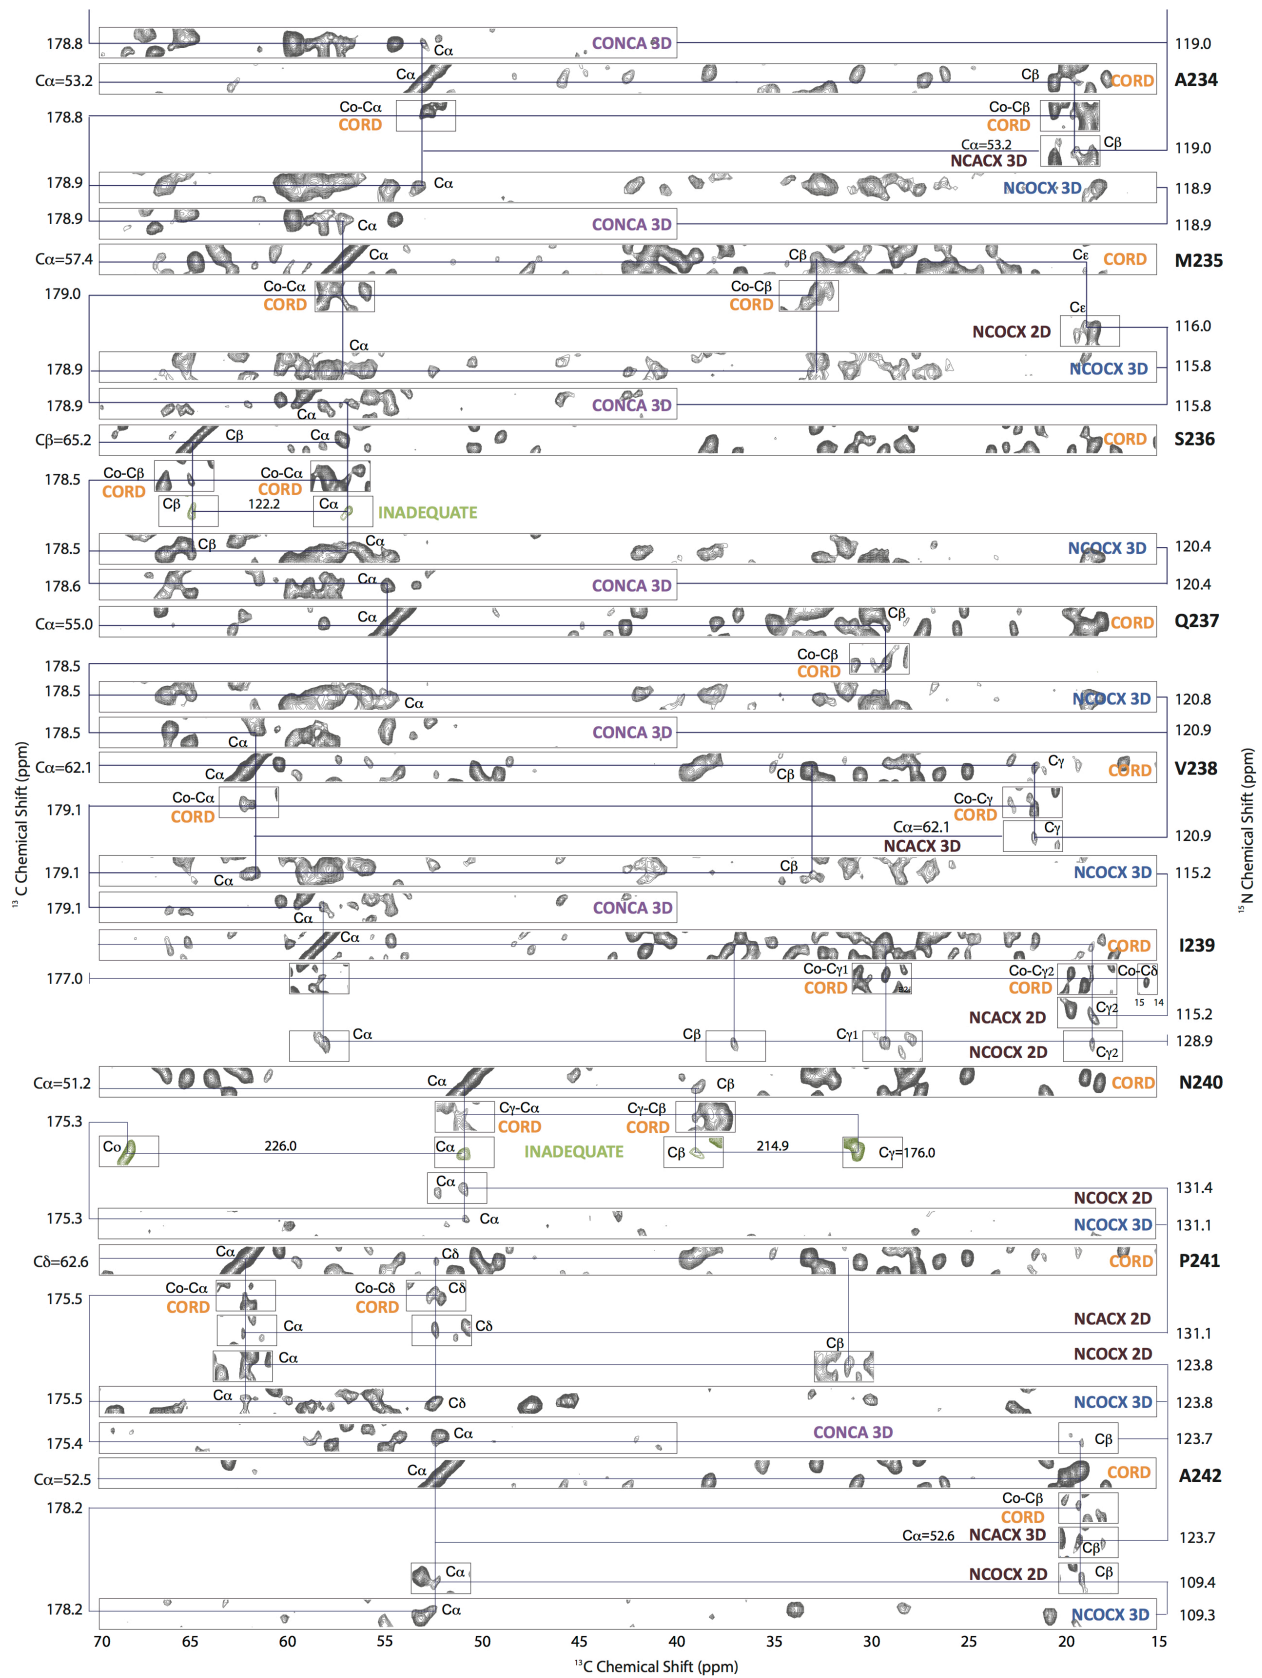 178.8 Cα CONCA 3D 119.0
Cα=53.2 Cα Cβ CORD A234
Co-Cα Co-Cβ
178.8 CORD CORD
Cα=53.2 Cβ 119.0
NCACX 3D
178.9 Cα NCOCX 3D 118.9
178.9 Cα CONCA 3D 118.9
Cα=57.4 Cα Cβ Cε CORD M235
179.0 Co-Cα Co-Cβ
CORD CORD
Cε
NCOCX 2D 116.0
Cα
178.9 NCOCX 3D 115.8
178.9 Cα CONCA 3D 115.8
Cβ=65.2 Cβ Cα CORD S236
Co-Cβ Co-Cα
178.5 CORD CORD
Cβ 122.2 Cα INADEQUATE
178.5 Cβ Cα NCOCX 3D 120.4
178.6 Cα CONCA 3D 120.4
Cα=55.0 Cα Cβ CORD Q237
Co-Cβ
178.5 CORD
178.5 Cα NCOCX 3D 120.8
178.5 Cα CONCA 3D 120.9
Cα=62.1 Cα Cβ Cγ CORD V238
Co-Cα Co-Cγ
179.1 CORD CORD
Cα=62.1 Cγ 120.9
NCACX 3D
179.1 Cα Cβ NCOCX 3D 115.2
179.1 Cα CONCA 3D
Cα CORD I239
177.0 Co-Cγ1 Co-Cγ2 Co-Cδ
CORD CORD
15 14
NCACX 2D Cγ2 115.2
Cα Cβ Cγ1 128.9
NCOCX 2D Cγ2
Cα=51.2 Cα Cβ CORD N240
175.3 Cγ-Cα Cγ-Cβ
CORD CORD
Co 226.0 Cα INADEQUATE Cβ 214.9 Cγ=176.0
Cα 131.4
NCOCX 2D
175.3 Cα NCOCX 3D 131.1
Cδ=62.6 Cα Cδ CORD P241
Co-Cα Co-Cδ Cδ
175.5 CORD CORD
Cα Cδ NCACX 2D 131.1
Cα Cβ NCOCX 2D 123.8
175.5 Cα Cδ NCOCX 3D 123.8
175.4 Cα CONCA 3D Cβ 123.7
Cα=52.5 Cα CORD A242
178.2 Co-Cβ
CORD
Cα=52.6 NCACX 3D Cβ 123.7
Cα NCOCX 2D Cβ 109.4
178.2 Cα NCOCX 3D 109.3
70 65 60 55 50 45 40 35 30 25 20 15
13C Chemical Shift (ppm)
13C Chemical Shift (ppm)
15N Chemical Shift (ppm)